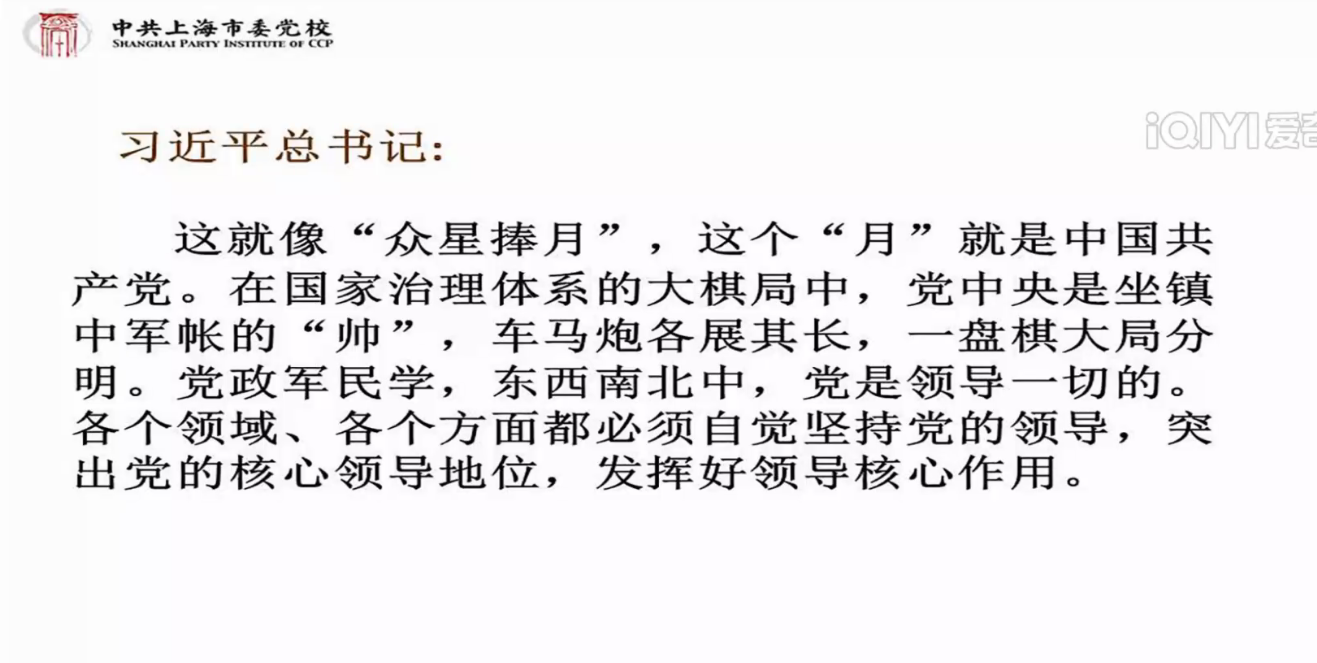 中共上海市委党校
SHANGHAI PARTY INSTITUTE OF CCP
iQIYI爱奇
习近平总书记:
这就像“众星捧月”，这个“月”就是中国共
产党。在国家治理体系的大棋局中，党中央是坐镇
中军帐的“帅”，车马炮各展其长，一盘棋大局分
明。党政军民学，东西南北中，党是领导一切的。
各个领域、各个方面都必须自觉坚持党的领导，突
出党的核心领导地位，发挥好领导核心作用。